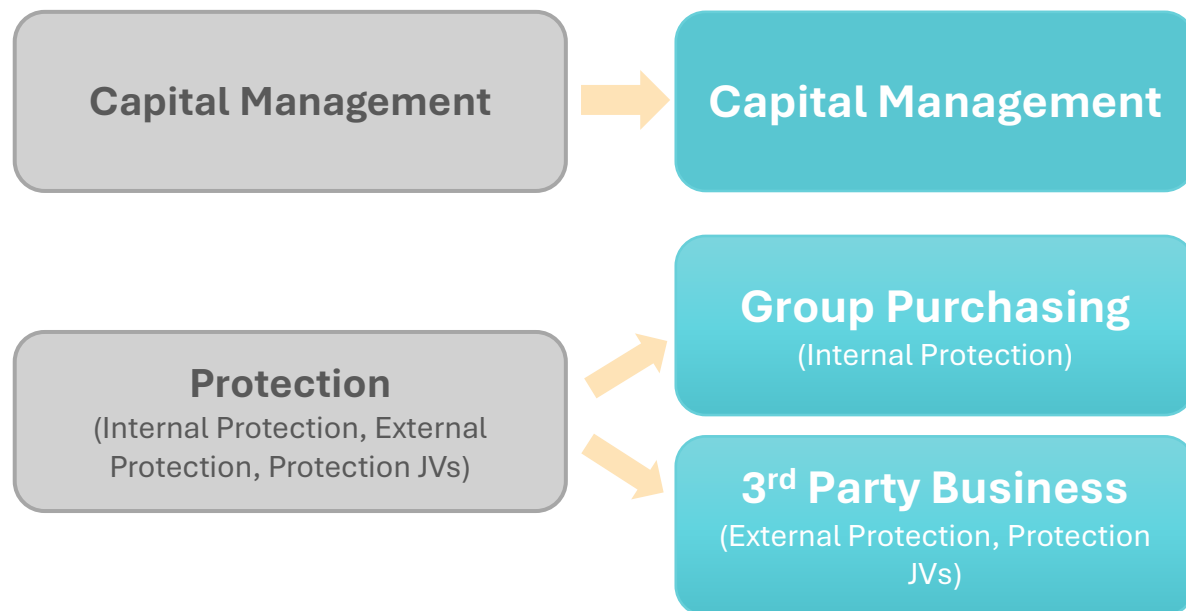 Capital Management
Capital Management
Group Purchasing
(Internal Protection)
Protection
(Internal Protection, External
Protection, Protection JVs)
3rd Party Business
(External Protection, Protection
JVs)